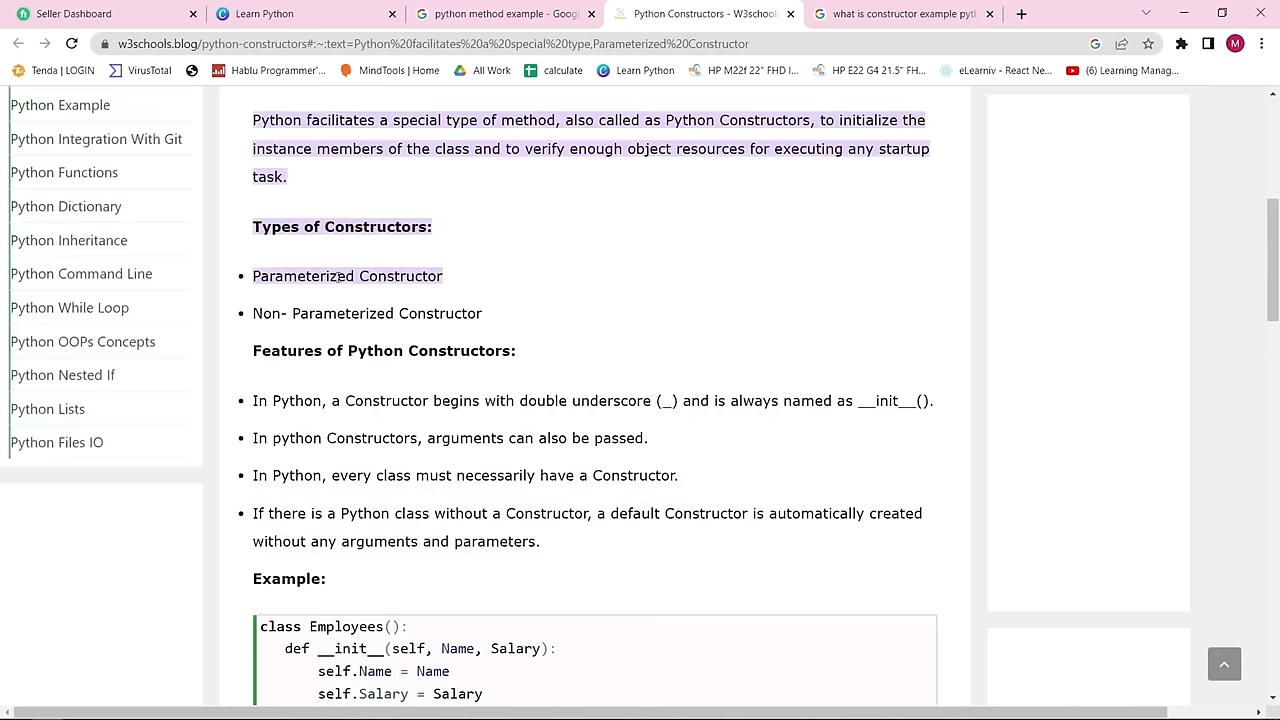 Seller Dashboard
Learn Python
python method example - Goog
Python Constructors - W3schools
what is constructor example pyth
w3schools.blog/python-constructors#:~:text=Python%20facilitates%20a%20special%20type,Parameterized%20Constructor
M
Tenda | LOGIN
VirusTotal
Hablu Programmer'...
MindTools | Home
All Work
calculate
Learn Python
HP M22f 22" FHD I...
HP E22 G4 21.5" FH...
eLearniv - React Ne...
(6) Learning Manag...
Python Example
Python Integration With Git
Python Functions
Python Dictionary
Python Inheritance
Python Command Line
Python While Loop
Python OOPs Concepts
Python Nested If
Python Lists
Python Files IO
Python facilitates a special type of method, also called as Python Constructors, to initialize the
instance members of the class and to verify enough object resources for executing any startup
task.
Types of Constructors:
• Parameterized Constructor
• Non- Parameterized Constructor
Features of Python Constructors:
• In Python, a Constructor begins with double underscore (_) and is always named as __init__().
• In python Constructors, arguments can also be passed.
• In Python, every class must necessarily have a Constructor.
• If there is a Python class without a Constructor, a default Constructor is automatically created
without any arguments and parameters.
Example:
class Employees():
def __init__(self, Name, Salary):
self.Name = Name
self.Salary = Salary